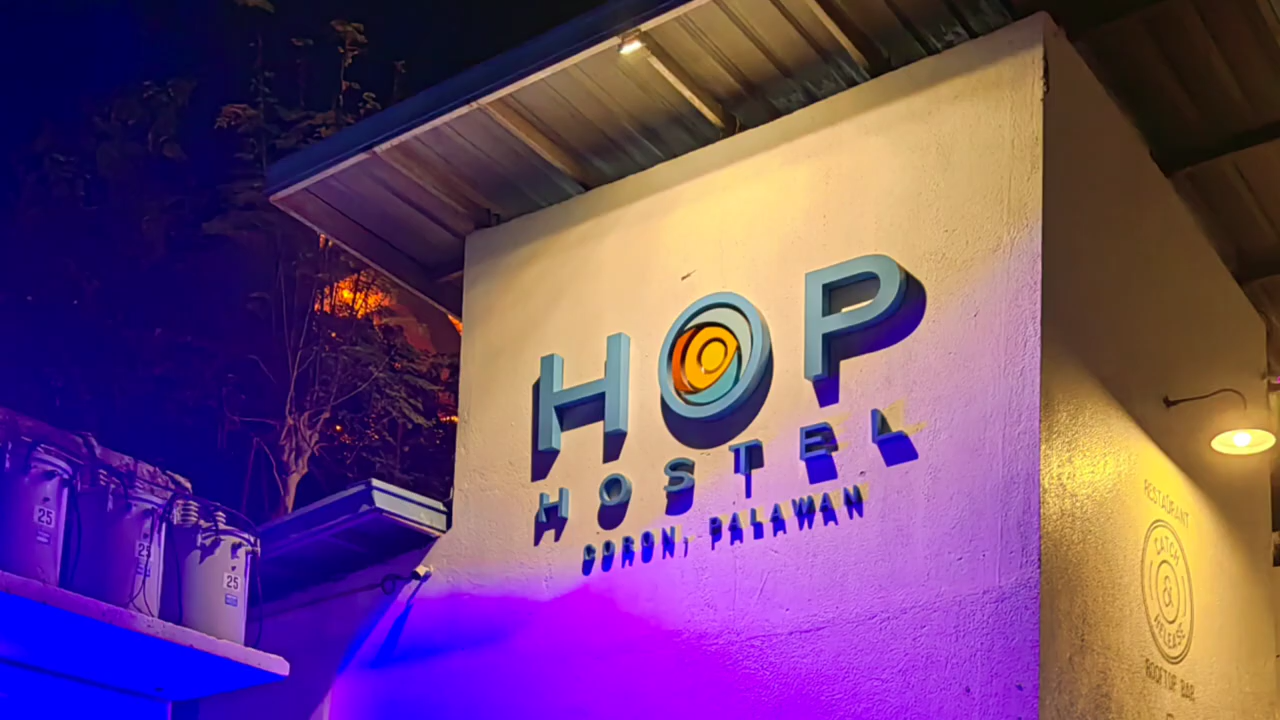 HOP
HOSTEL
CORON, PALAWAN
25
25
25
RESTAURANT
CATCH
&
RELEASE
ROOFTOP BAR